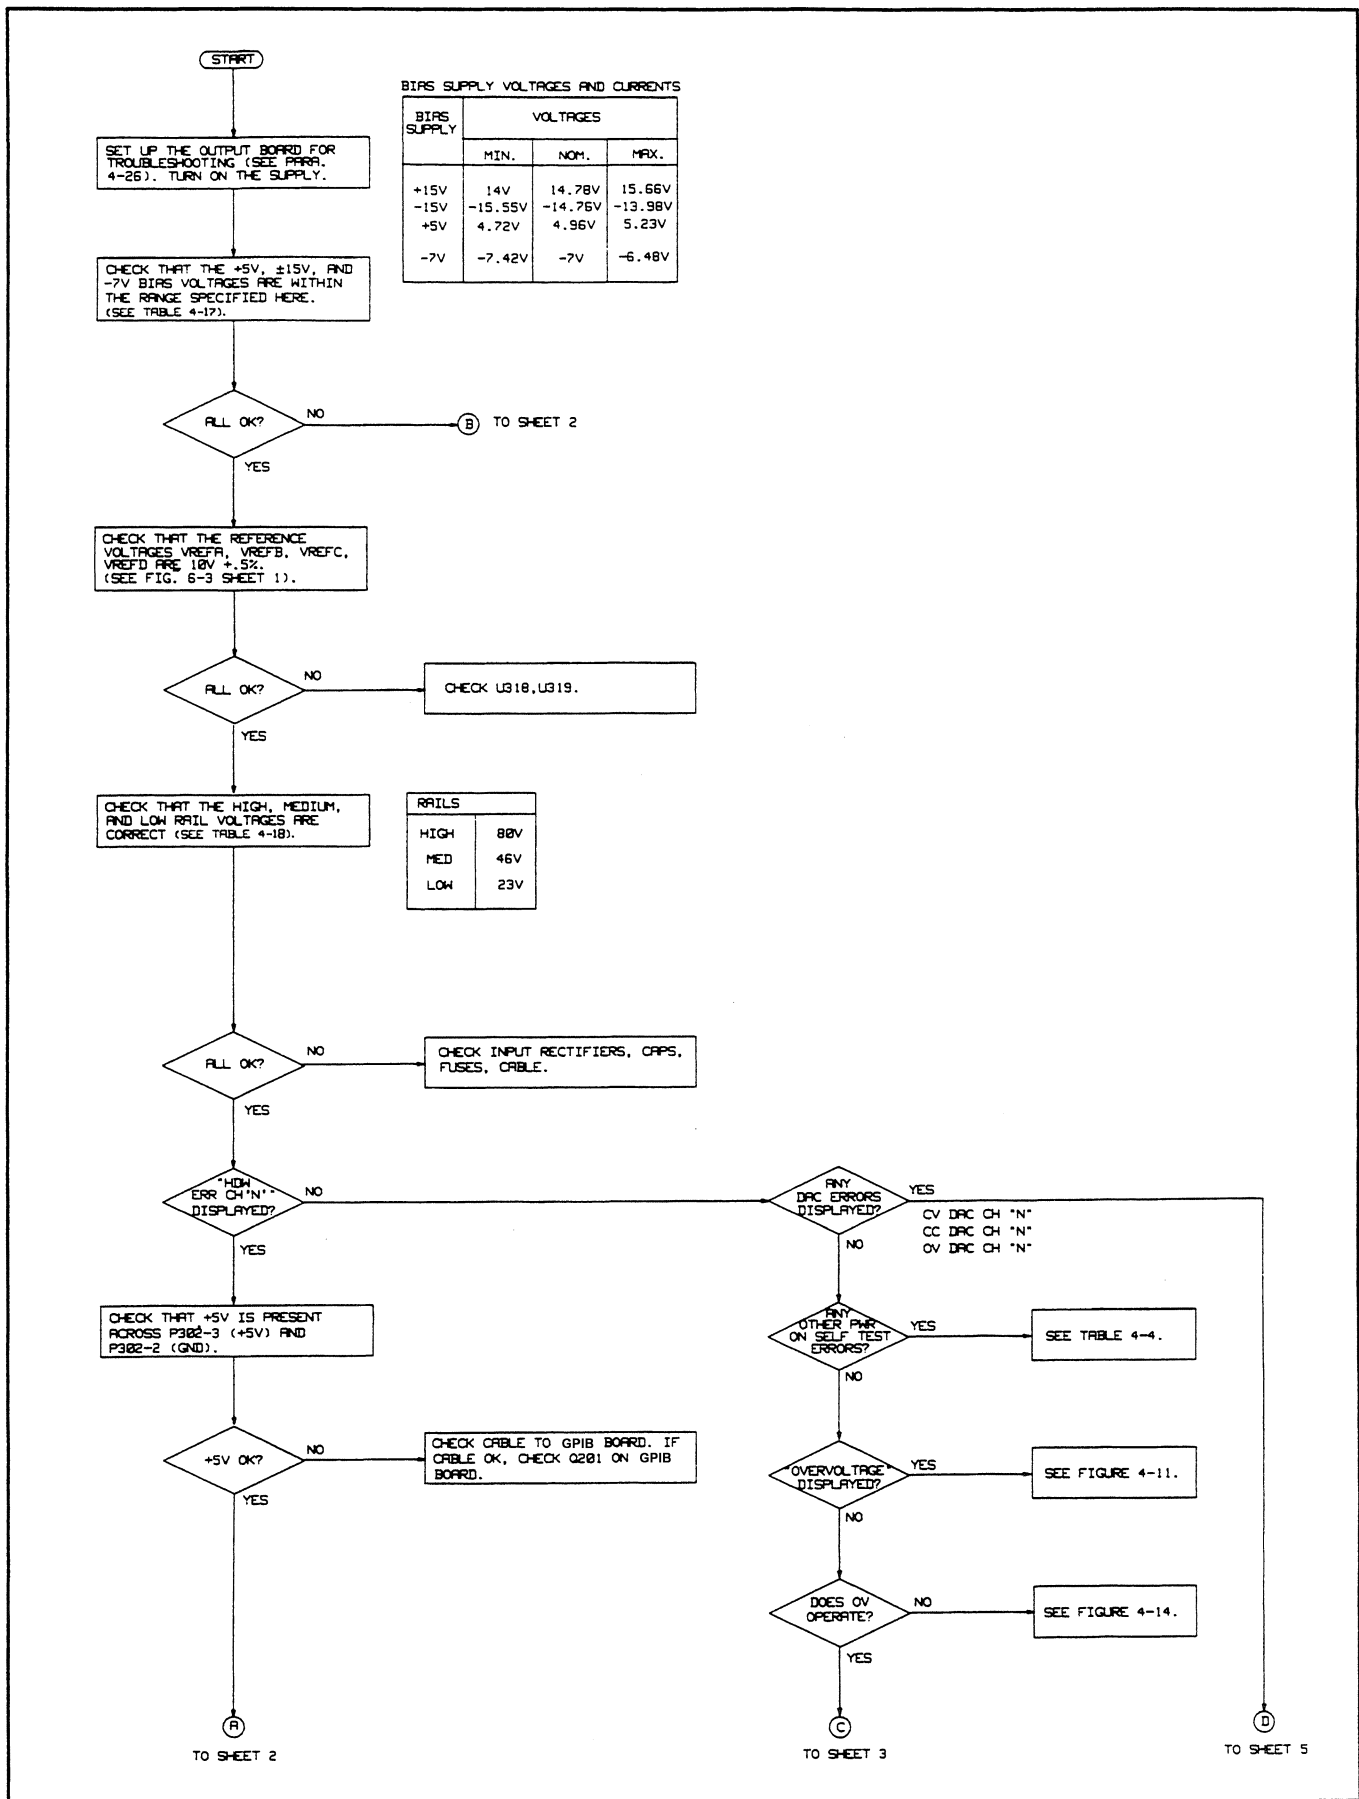 START
SET UP THE OUTPUT BOARD FOR
TROUBLESHOOTING (SEE PARA.
4-26). TURN ON THE SUPPLY.
BIAS SUPPLY VOLTAGES AND CURRENTS
BIAS
SUPPLY
VOLTAGES
MIN. NOM. MAX.
+15V 14V 14.78V 15.66V
-15V -15.55V -14.76V -13.98V
+5V 4.72V 4.96V 5.23V
-7V -7.42V -7V -6.48V
CHECK THAT THE +5V, ±15V, AND
-7V BIAS VOLTAGES ARE WITHIN
THE RANGE SPECIFIED HERE.
(SEE TABLE 4-17).
ALL OK?
NO
B TO SHEET 2
YES
CHECK THAT THE REFERENCE
VOLTAGES VREFA, VREFB, VREFC,
VREFD ARE 10V +.5%.
(SEE FIG. 6-3 SHEET 1).
ALL OK?
NO
CHECK U318,U319.
YES
CHECK THAT THE HIGH, MEDIUM,
AND LOW RAIL VOLTAGES ARE
CORRECT (SEE TABLE 4-18).
RAILS
HIGH 80V
MED 46V
LOW 23V
ALL OK?
NO
CHECK INPUT RECTIFIERS, CAPS,
FUSES, CABLE.
YES
"HDW
ERR CH'N'"
DISPLAYED?
NO
YES
ANY
DAC ERRORS
DISPLAYED?
YES
CV DAC CH "N"
CC DAC CH "N"
OV DAC CH "N"
NO
CHECK THAT +5V IS PRESENT
ACROSS P302-3 (+5V) AND
P302-2 (GND).
ANY
OTHER PWR
ON SELF TEST
ERRORS?
YES
SEE TABLE 4-4.
NO
+5V OK?
NO
CHECK CABLE TO GPIB BOARD. IF
CABLE OK, CHECK Q201 ON GPIB
BOARD.
YES
"OVERVOLTAGE"
DISPLAYED?
YES
SEE FIGURE 4-11.
NO
DOES OV
OPERATE?
NO
SEE FIGURE 4-14.
YES
A
TO SHEET 2
C
TO SHEET 3
D
TO SHEET 5